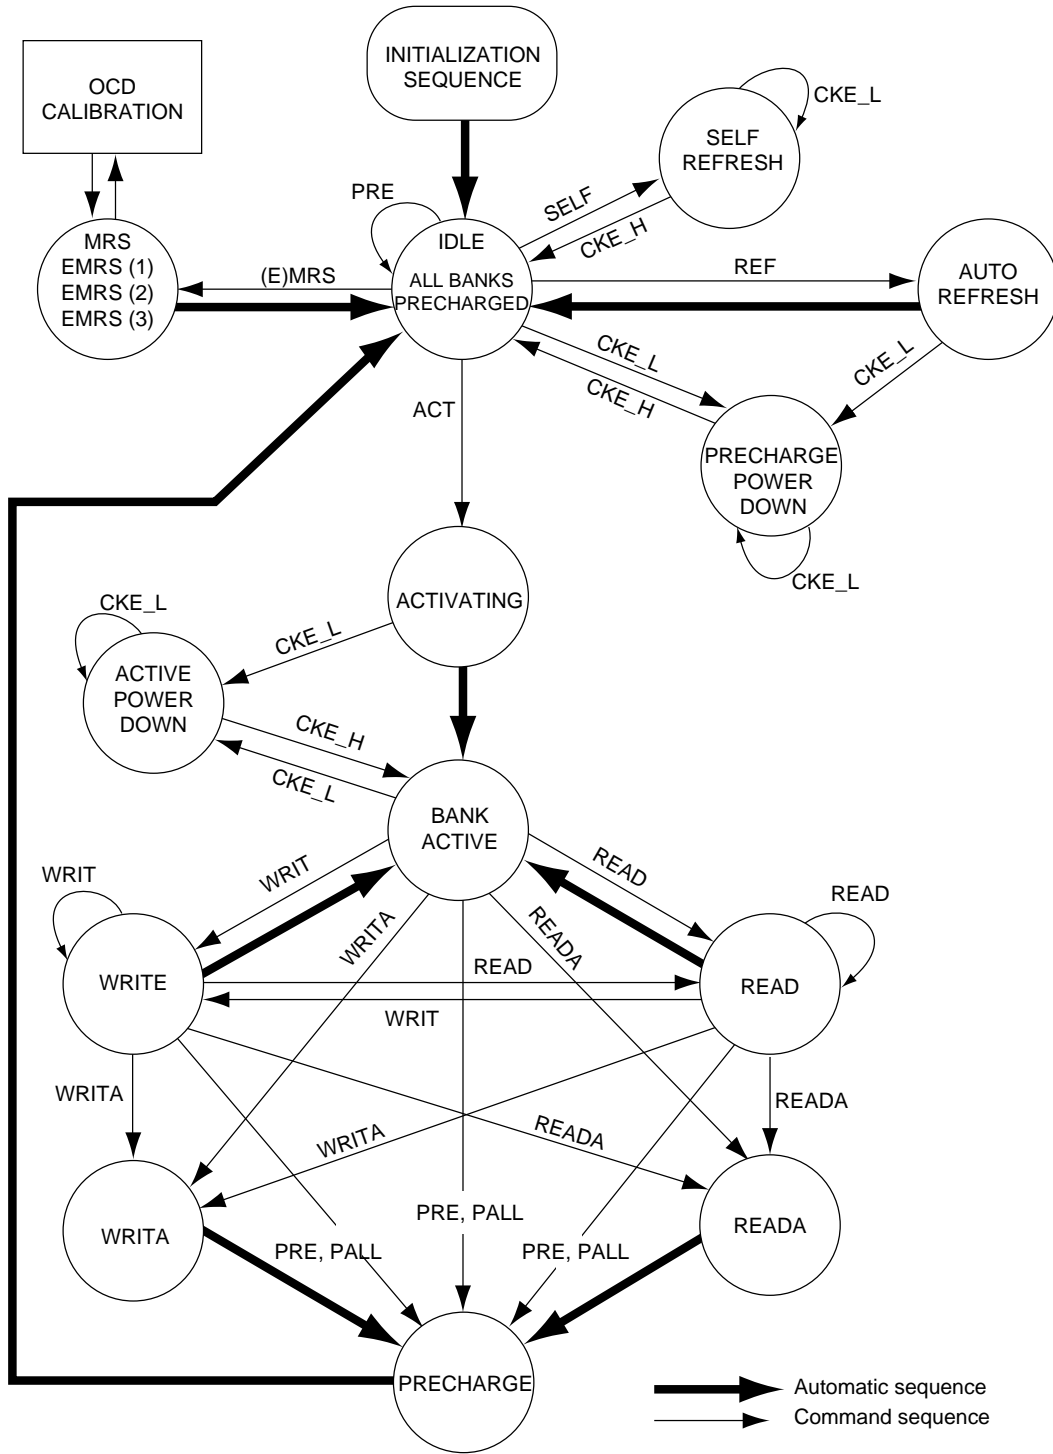 INITIALIZATION
SEQUENCE
OCD
CALIBRATION
CKE_L
SELF
REFRESH
PRE
SELF
CKE_H
MRS
EMRS (1)
EMRS (2)
EMRS (3)
(E)MRS
IDLE
ALL BANKS
PRECHARGED
REF
AUTO
REFRESH
CKE_L
CKE_H
CKE_L
ACT
PRECHARGE
POWER
DOWN
CKE_L
ACTIVATING
CKE_L
CKE_L
ACTIVE
POWER
DOWN
CKE_H
CKE_L
BANK
ACTIVE
WRIT
WRIT
READ
READ
WRITA
READA
WRITE
READ
READ
WRIT
WRITA
READA
WRITA
READA
WRITA
READA
PRE, PALL
PRE, PALL
PRE, PALL
PRECHARGE
Automatic sequence
Command sequence